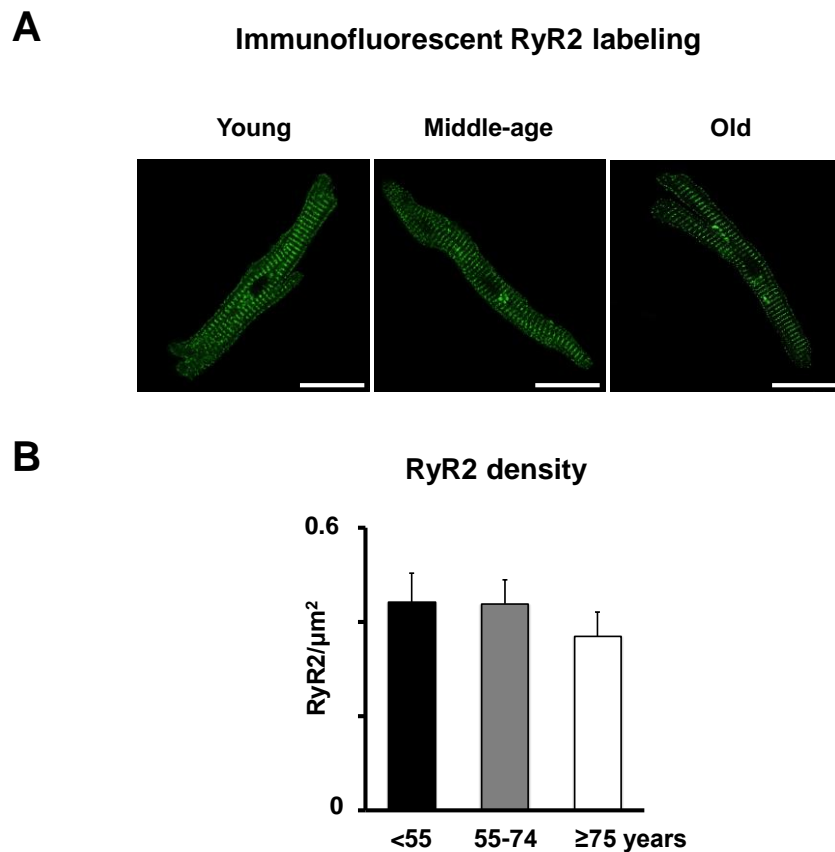 A
Immunofluorescent RyR2 labeling
Young Middle-age Old
B
RyR2 density
0.6
RyR2/µm²
0
<55 55-74 ≥75 years